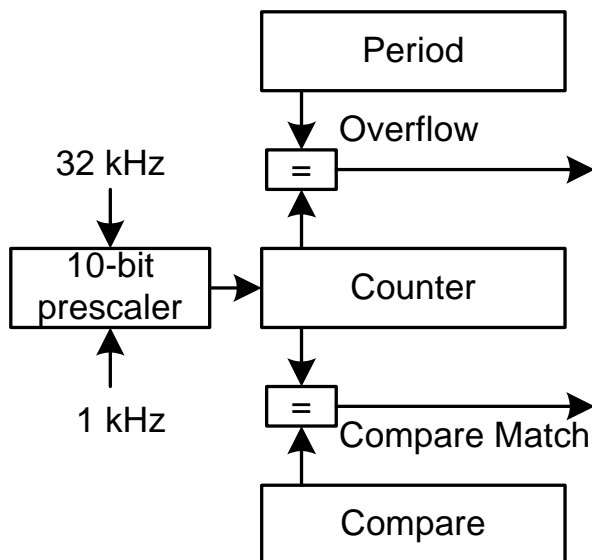 Period
Overflow
=
32 kHz
10-bit
prescaler
Counter
1 kHz
=
Compare Match
Compare